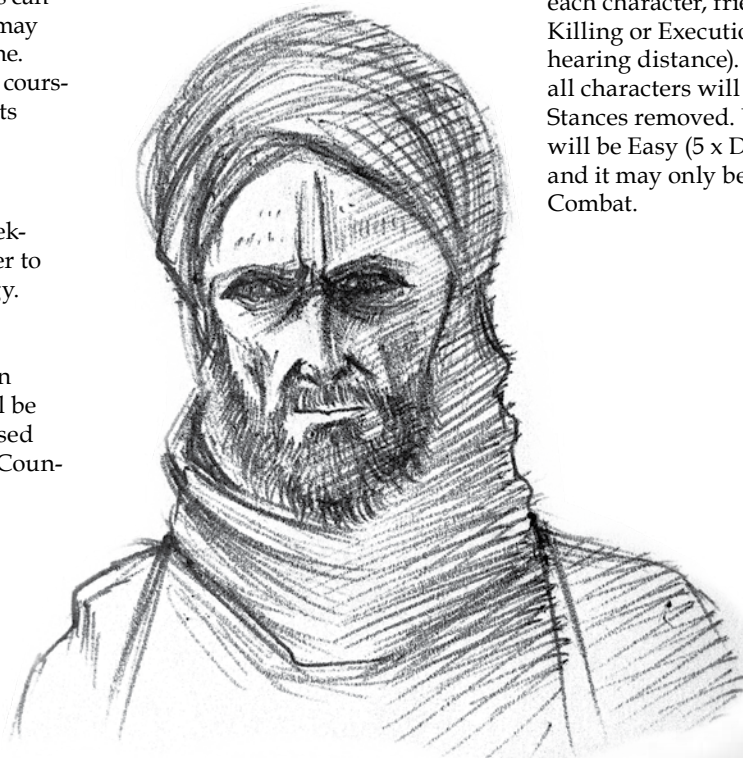 may
ne.
cours-
ts
ek-
er to
gy.
n
l be
sed
Coun-
each character, frie
Killing or Executio
hearing distance).
all characters will
Stances removed.
will be Easy (5 x D
and it may only be
Combat.